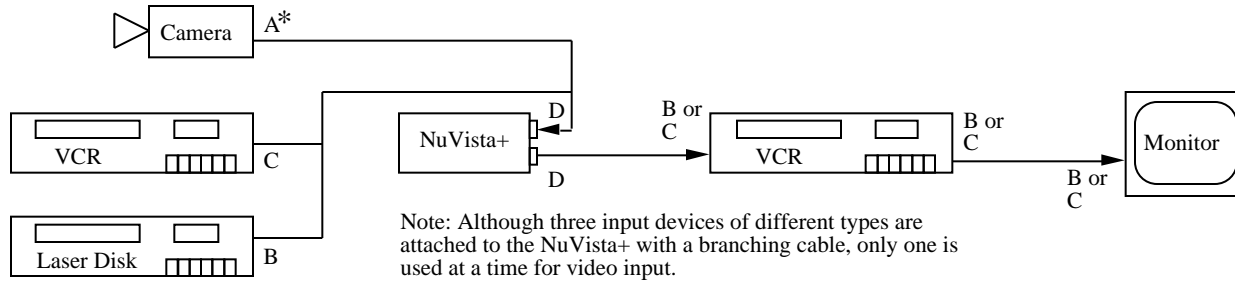 Camera
A*
VCR
C
Laser Disk
B
NuVista+
D
D
B or
C
VCR
B or
C
B or
C
Monitor
Note: Although three input devices of different types are
attached to the NuVista+ with a branching cable, only one is
used at a time for video input.